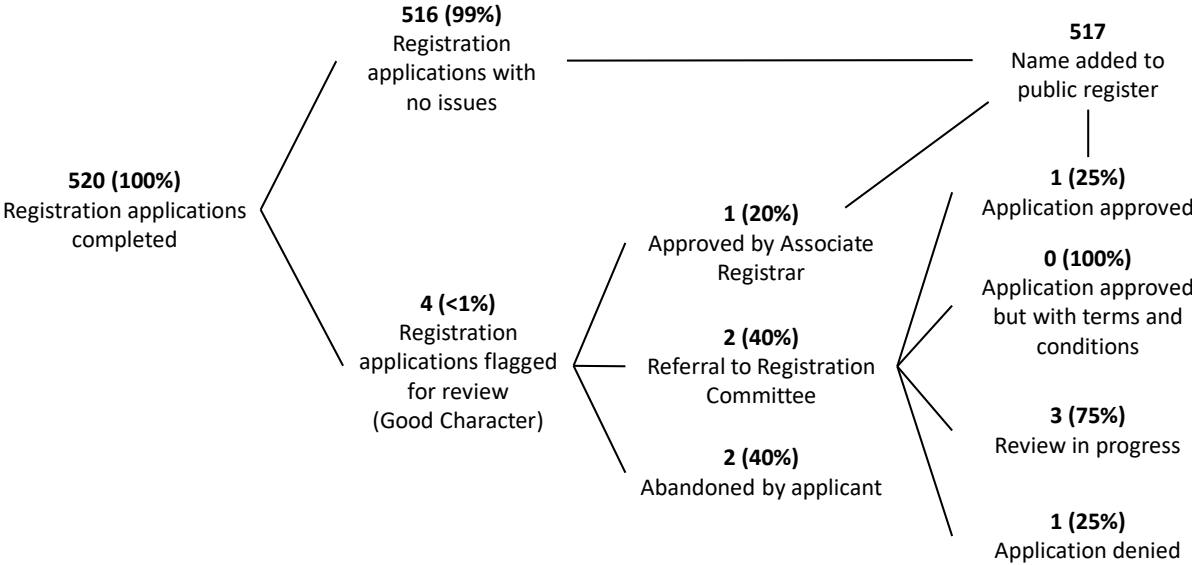 520 (100%)
Registration applications
completed
516 (99%)
Registration
applications with
no issues
4 (<1%)
Registration
applications flagged
for review
(Good Character)
1 (20%)
Approved by Associate
Registrar
2 (40%)
Referral to Registration
Committee
2 (40%)
Abandoned by applicant
517
Name added to
public register
1 (25%)
Application approved
0 (100%)
Application approved
but with terms and
conditions
3 (75%)
Review in progress
1 (25%)
Application denied